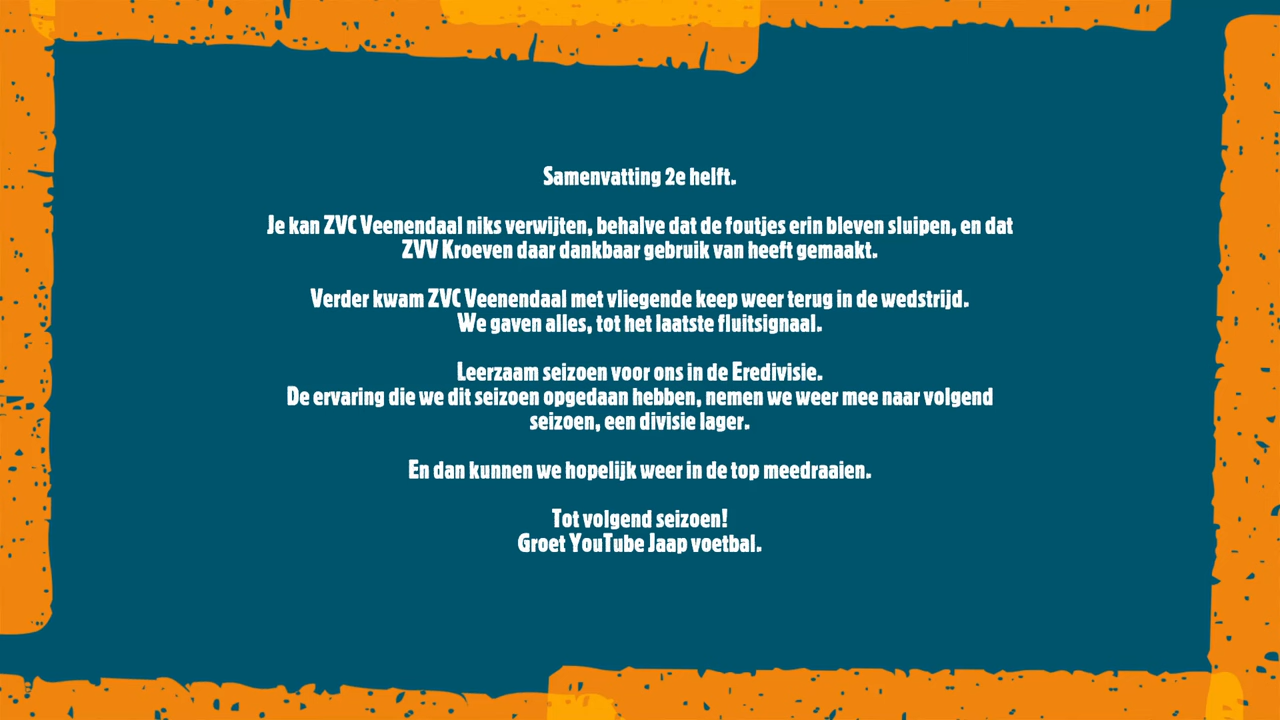 Samenvatting 2e helft.
Je kan ZVC Veenendaal niks verwijten, behalve dat de foutjes erin bleven sluipen, en dat
ZVV Kroeven daar dankbaar gebruik van heeft gemaakt.
Verder kwam ZVC Veenendaal met vliegende keep weer terug in de wedstrijd.
We gaven alles, tot het laatste fluitsignaal.
Leerzaam seizoen voor ons in de Eredivisie.
De ervaring die we dit seizoen opgedaan hebben, nemen we weer mee naar volgend
seizoen, een divisie lager.
En dan kunnen we hopelijk weer in de top meedraaien.
Tot volgend seizoen!
Groet YouTube Jaap voetbal.